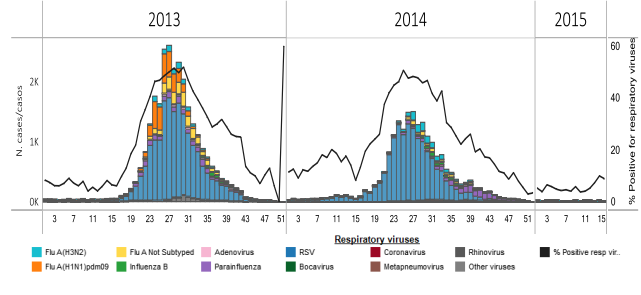 2013 2014 2015
N. cases/casos
2K
1K
0K
60
40
20
0
% Positive for respiratory viruses
3 7 11 15 19 23 27 31 35 39 43 47 51 3 7 11 15 19 23 27 31 35 39 43 47 51 3 7 11 15
Respiratory viruses
Flu A(H3N2) Flu A Not Subtyped Adenovirus RSV Coronavirus Rhinovirus % Positive resp vir..
Flu A(H1N1)pdm09 Influenza B Parainfluenza Bocavirus Metapneumovirus Other viruses